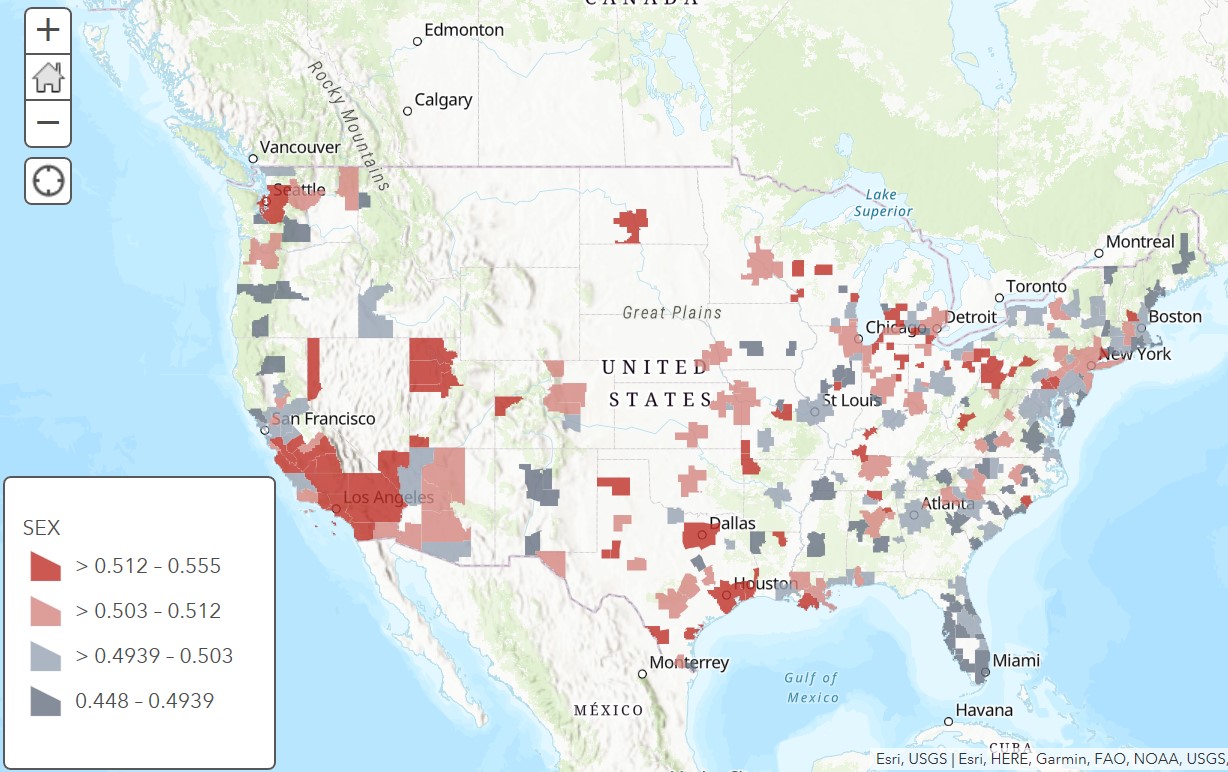 CANADA
Edmonton
Rocky Mountains
Calgary
Vancouver
Seattle
Lake
Superior
Montreal
Toronto
Great Plains
Chicago
Detroit
Boston
New York
UNITED
STATES
St Louis
San Francisco
Los Angeles
Atlanta
Dallas
Houston
Monterrey
Miami
Gulf of
Mexico
MÉXICO
Havana
CUBA
SEX
> 0.512 – 0.555
> 0.503 – 0.512
> 0.4939 – 0.503
0.448 – 0.4939
Esri, USGS | Esri, HERE, Garmin, FAO, NOAA, USGS